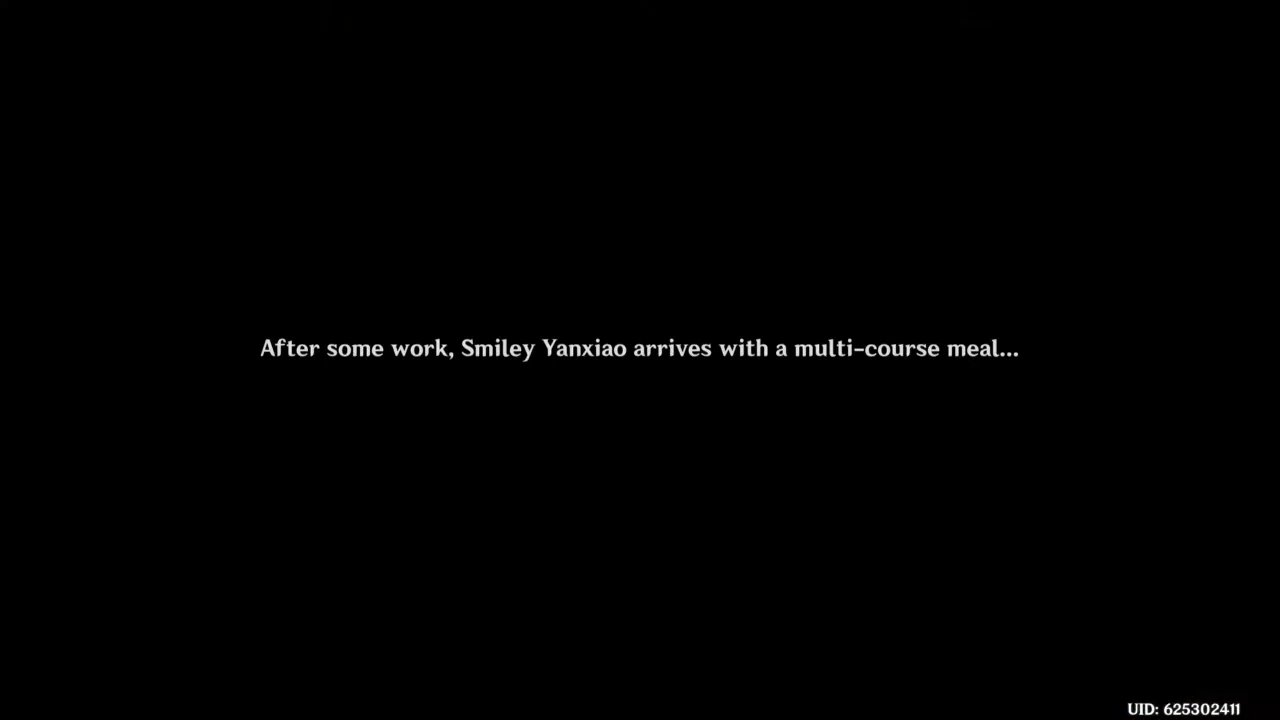 After some work, Smiley Yanxiao arrives with a multi-course meal...
UID: 625302411